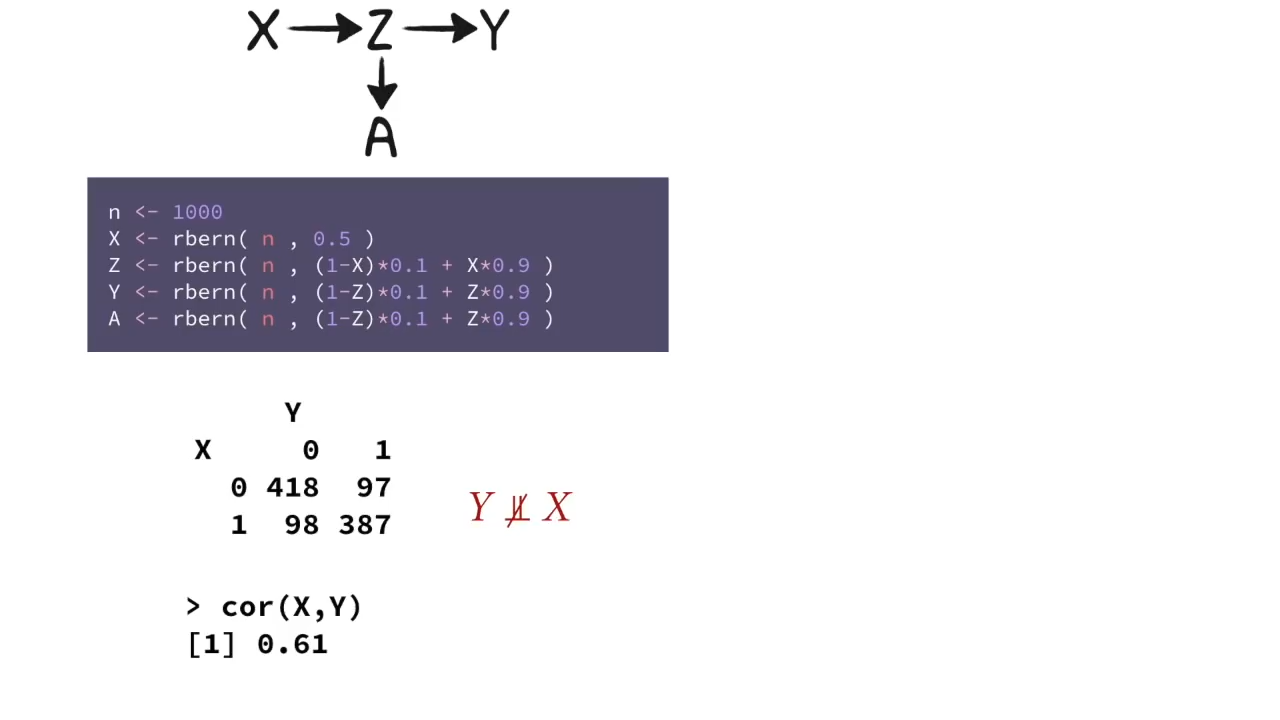 X → Z → Y
↓
A
n <- 1000
X <- rbern( n , 0.5 )
Z <- rbern( n , (1-X)*0.1 + X*0.9 )
Y <- rbern( n , (1-Z)*0.1 + Z*0.9 )
A <- rbern( n , (1-Z)*0.1 + Z*0.9 )
Y
X 0 1
0 418 97
1 98 387
Y ⫫̸ X
> cor(X,Y)
[1] 0.61